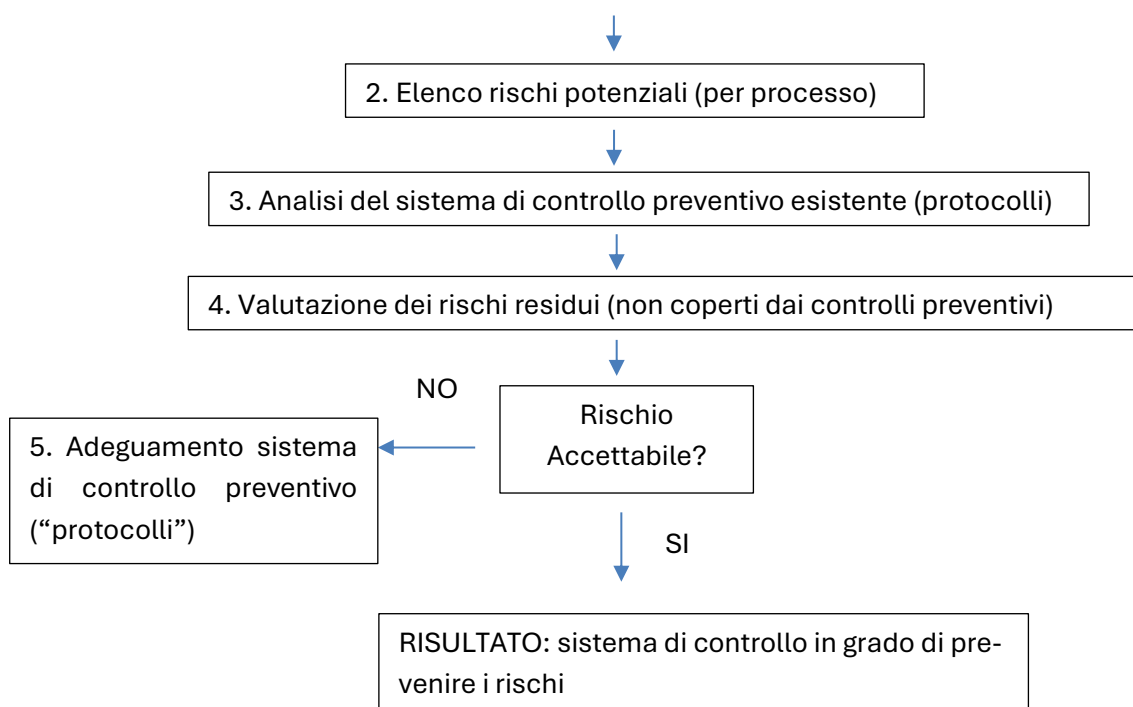 2. Elenco rischi potenziali (per processo)
3. Analisi del sistema di controllo preventivo esistente (protocolli)
4. Valutazione dei rischi residui (non coperti dai controlli preventivi)
NO
Rischio
Accettabile?
5. Adeguamento sistema
di controllo preventivo
(“protocolli”)
SI
RISULTATO: sistema di controllo in grado di pre-
venire i rischi